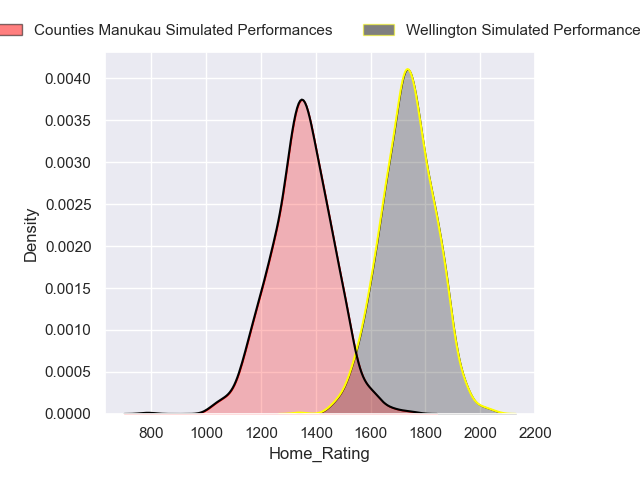 Counties Manukau Simulated Performances Wellington Simulated Performance
0.0040
0.0035
0.0030
0.0025
0.0020
0.0015
0.0010
0.0005
0.0000
Density
800 1000 1200 1400 1600 1800 2000 2200
Home_Rating